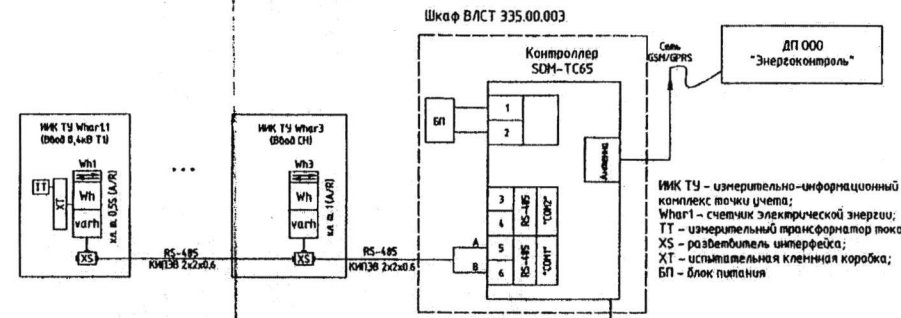 Шкаф ВЛСТ 335.00.003
Контроллер
SDM-TC65
Сеть
GSM/GPRS
ДП ООО
"Энергоконтроль"
БП
1
2
Антенна
3
4
RS-485
"COM2"
A
B
5
6
RS-485
"COM1"
ИИК ТУ Whar1.1
(Ввод 0,4кВ Т1)
Wh1
ТТ
XT
Wh
varh
кл. т. 0,5S (A/R)
XS
...
ИИК ТУ Whar3
(Ввод СН)
Wh3
Wh
varh
кл. т. 1 (A/R)
XS
RS-485
КИПЭВ 2х2х0,6
RS-485
КИПЭВ 2х2х0,6
ИИК ТУ – измерительно-информационный
комплекс точки учета;
Whar1 – счетчик электрической энергии;
ТТ – измерительный трансформатор тока
XS – разветвитель интерфейса;
XT – испытательная клеммная коробка;
БП – блок питания